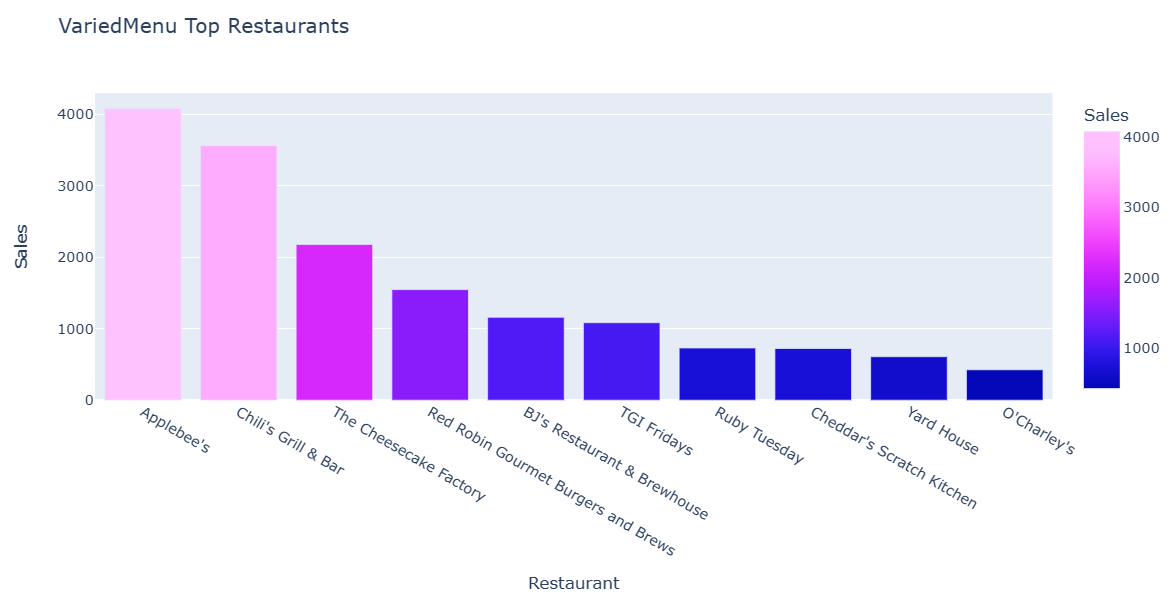 VariedMenu Top Restaurants
Sales
4000
3000
2000
1000
0
Applebee's
Chili's Grill & Bar
The Cheesecake Factory
Red Robin Gourmet Burgers and Brews
BJ's Restaurant & Brewhouse
TGI Fridays
Ruby Tuesday
Cheddar's Scratch Kitchen
Yard House
O'Charley's
Restaurant
Sales
4000
3000
2000
1000